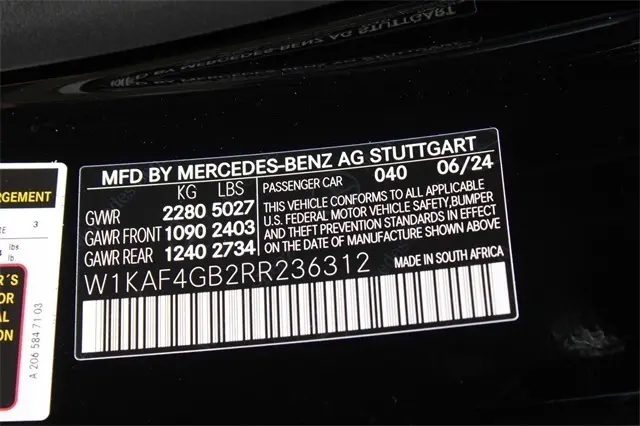 MFD BY MERCEDES-BENZ AG STUTTGART
KG LBS
PASSENGER CAR 040 06/24
GVWR 2280 5027
GAWR FRONT 1090 2403
GAWR REAR 1240 2734
THIS VEHICLE CONFORMS TO ALL APPLICABLE
U.S. FEDERAL MOTOR VEHICLE SAFETY,BUMPER
AND THEFT PREVENTION STANDARDS IN EFFECT
ON THE DATE OF MANUFACTURE SHOWN ABOVE
W1KAF4GB2RR236312
MADE IN SOUTH AFRICA
3
lbs
lbs
A 206 584 71 03